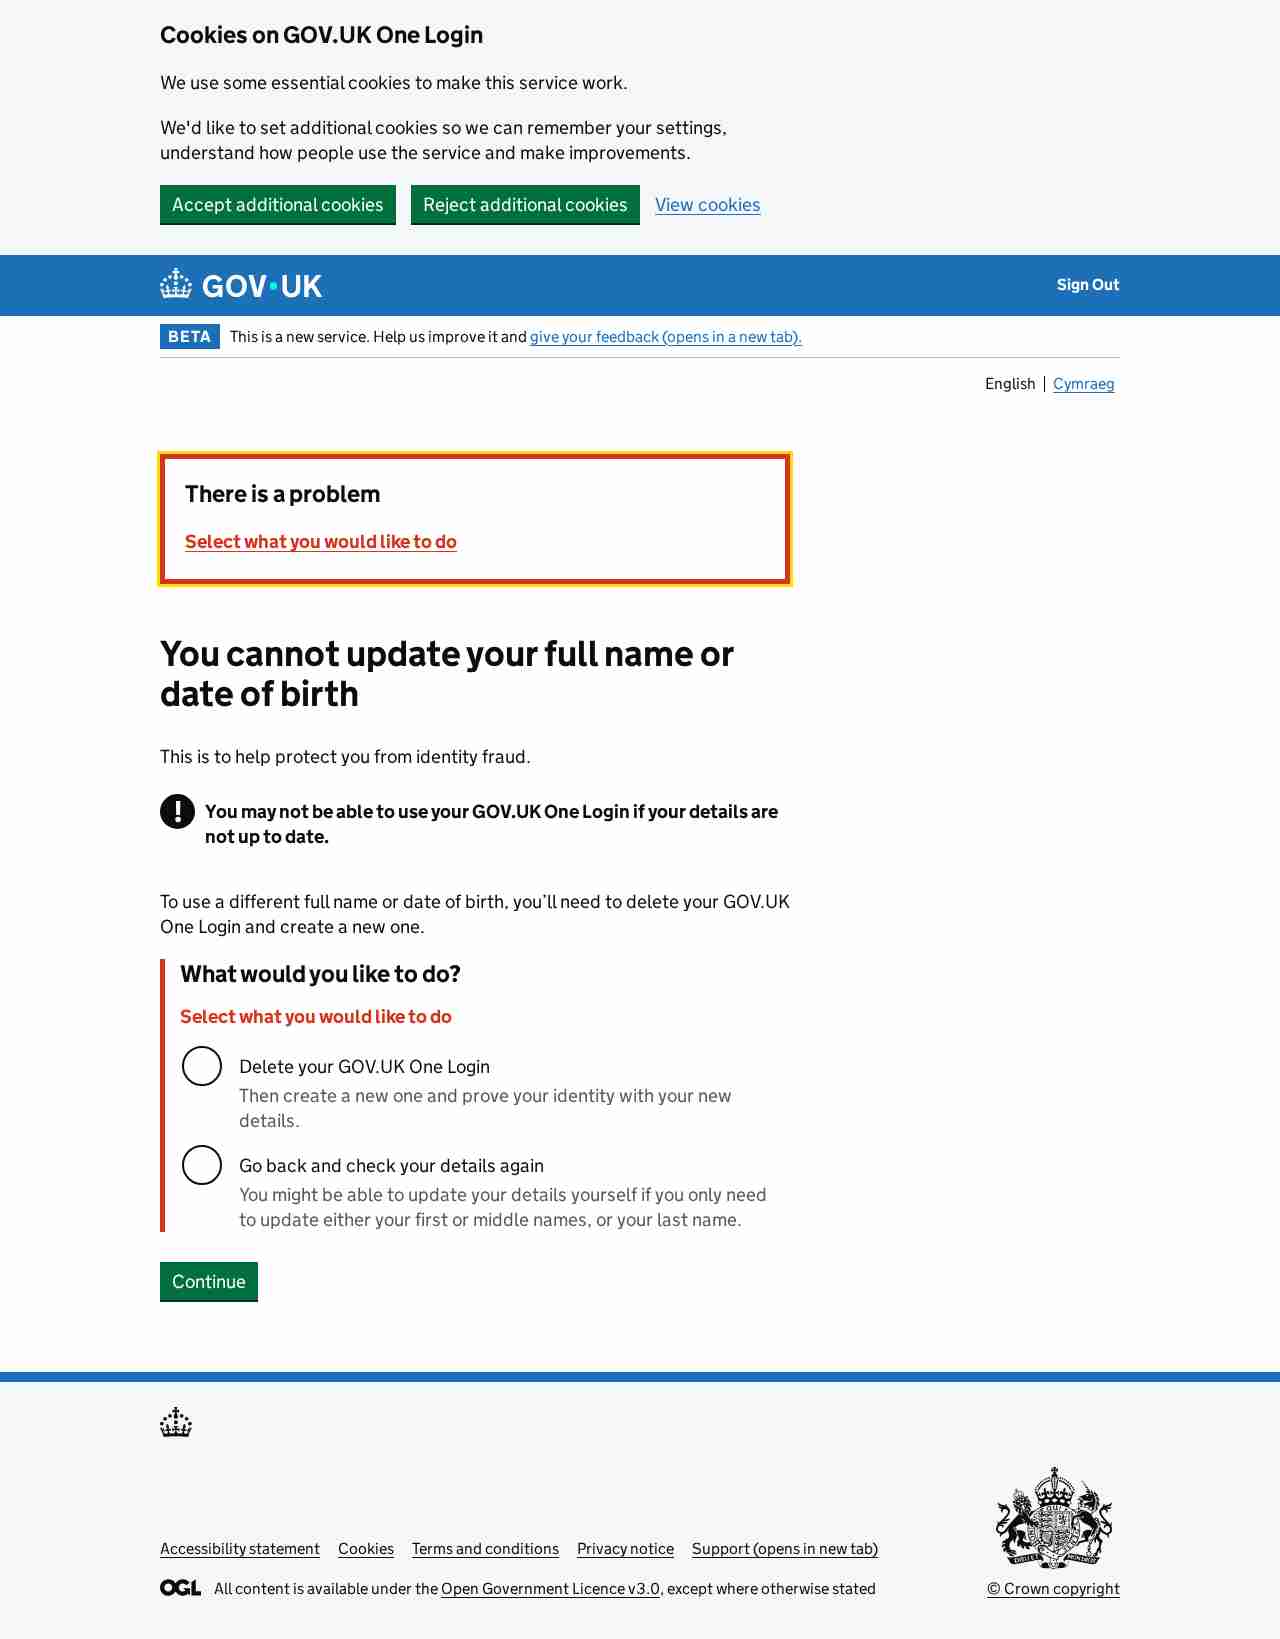 Cookies on GOV.UK One Login
We use some essential cookies to make this service work.
We'd like to set additional cookies so we can remember your settings,
understand how people use the service and make improvements.
Accept additional cookies
Reject additional cookies
View cookies
GOV·UK
Sign Out
BETA
This is a new service. Help us improve it and give your feedback (opens in a new tab).
English
Cymraeg
There is a problem
Select what you would like to do
You cannot update your full name or
date of birth
This is to help protect you from identity fraud.
! You may not be able to use your GOV.UK One Login if your details are
not up to date.
To use a different full name or date of birth, you’ll need to delete your GOV.UK
One Login and create a new one.
What would you like to do?
Select what you would like to do
Delete your GOV.UK One Login
Then create a new one and prove your identity with your new
details.
Go back and check your details again
You might be able to update your details yourself if you only need
to update either your first or middle names, or your last name.
Continue
Accessibility statement
Cookies
Terms and conditions
Privacy notice
Support (opens in new tab)
OGL
All content is available under the Open Government Licence v3.0, except where otherwise stated
© Crown copyright